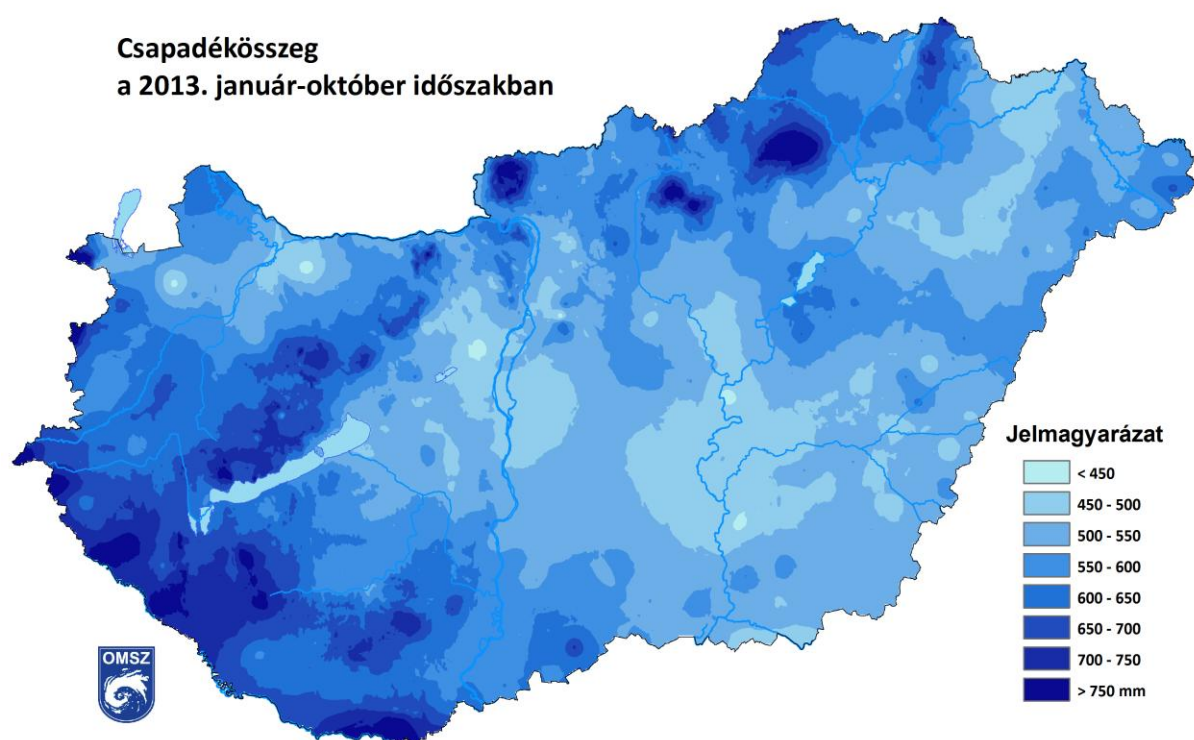 Csapadékösszeg
a 2013. január-október időszakban
Jelmagyarázat
< 450
450 - 500
500 - 550
550 - 600
600 - 650
650 - 700
700 - 750
> 750 mm
OMSZ